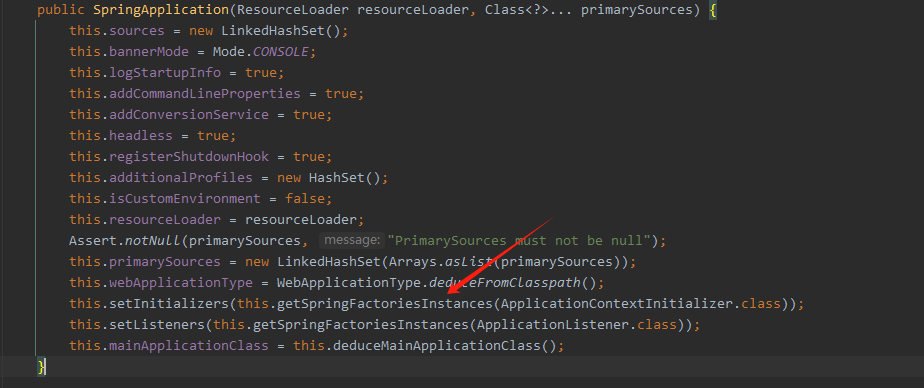 public SpringApplication(ResourceLoader resourceLoader, Class<?>... primarySources) {
this.sources = new LinkedHashSet();
this.bannerMode = Mode.CONSOLE;
this.logStartupInfo = true;
this.addCommandLineProperties = true;
this.addConversionService = true;
this.headless = true;
this.registerShutdownHook = true;
this.additionalProfiles = new HashSet();
this.isCustomEnvironment = false;
this.resourceLoader = resourceLoader;
Assert.notNull(primarySources, message: "PrimarySources must not be null");
this.primarySources = new LinkedHashSet(Arrays.asList(primarySources));
this.webApplicationType = WebApplicationType.deduceFromClasspath();
this.setInitializers(this.getSpringFactoriesInstances(ApplicationContextInitializer.class));
this.setListeners(this.getSpringFactoriesInstances(ApplicationListener.class));
this.mainApplicationClass = this.deduceMainApplicationClass();
}